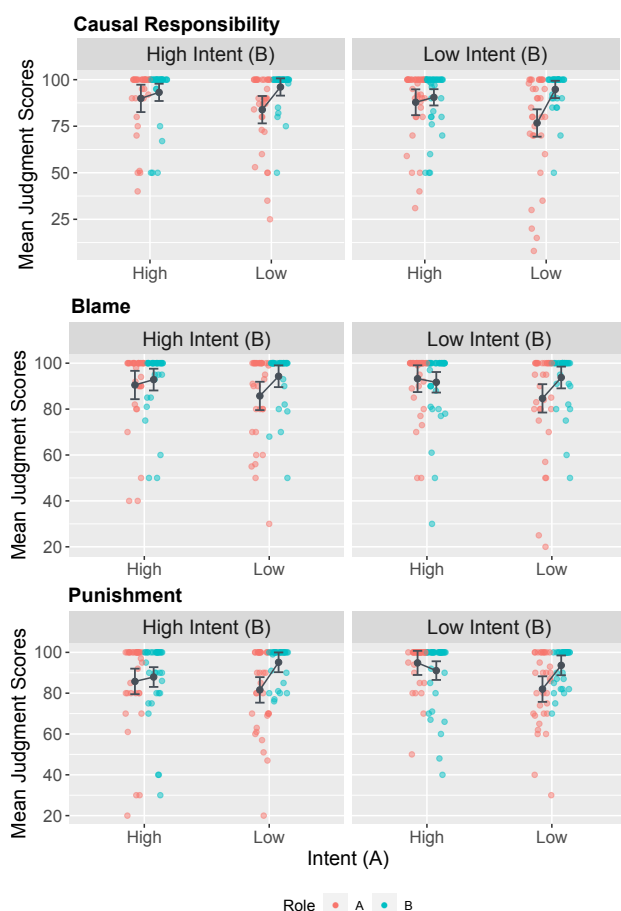 Causal Responsibility
High Intent (B) Low Intent (B)
Mean Judgment Scores
100
75
50
25
High Low High Low
Blame
High Intent (B) Low Intent (B)
Mean Judgment Scores
100
80
60
40
20
High Low High Low
Punishment
High Intent (B) Low Intent (B)
Mean Judgment Scores
100
80
60
40
20
High Low High Low
Intent (A)
Role A B